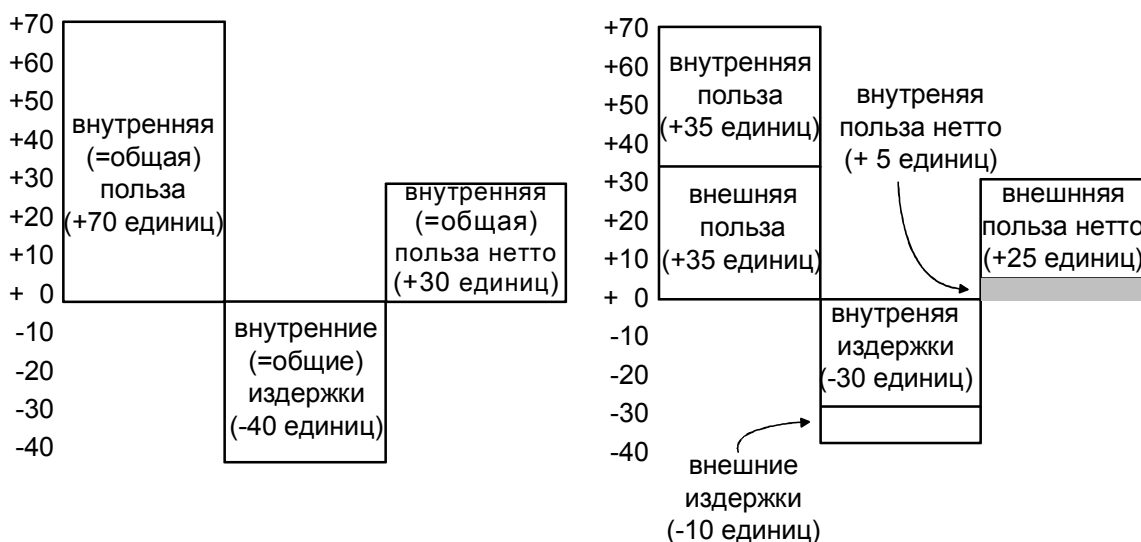 +70
+60
+50
+40
+30
+20
+10
+ 0
-10
-20
-30
-40
внутренняя
(=общая)
польза
(+70 единиц)
внутренние
(=общие)
издержки
(-40 единиц)
внутренняя
(=общая)
польза нетто
(+30 единиц)
+70
+60
+50
+40
+30
+20
+10
+ 0
-10
-20
-30
-40
внутренняя
польза
(+35 единиц)
внешняя
польза
(+35 единиц)
внутреняя
издержки
(-30 единиц)
внешние
издержки
(-10 единиц)
внутреняя
польза нетто
(+ 5 единиц)
внешнняя
польза нетто
(+25 единиц)